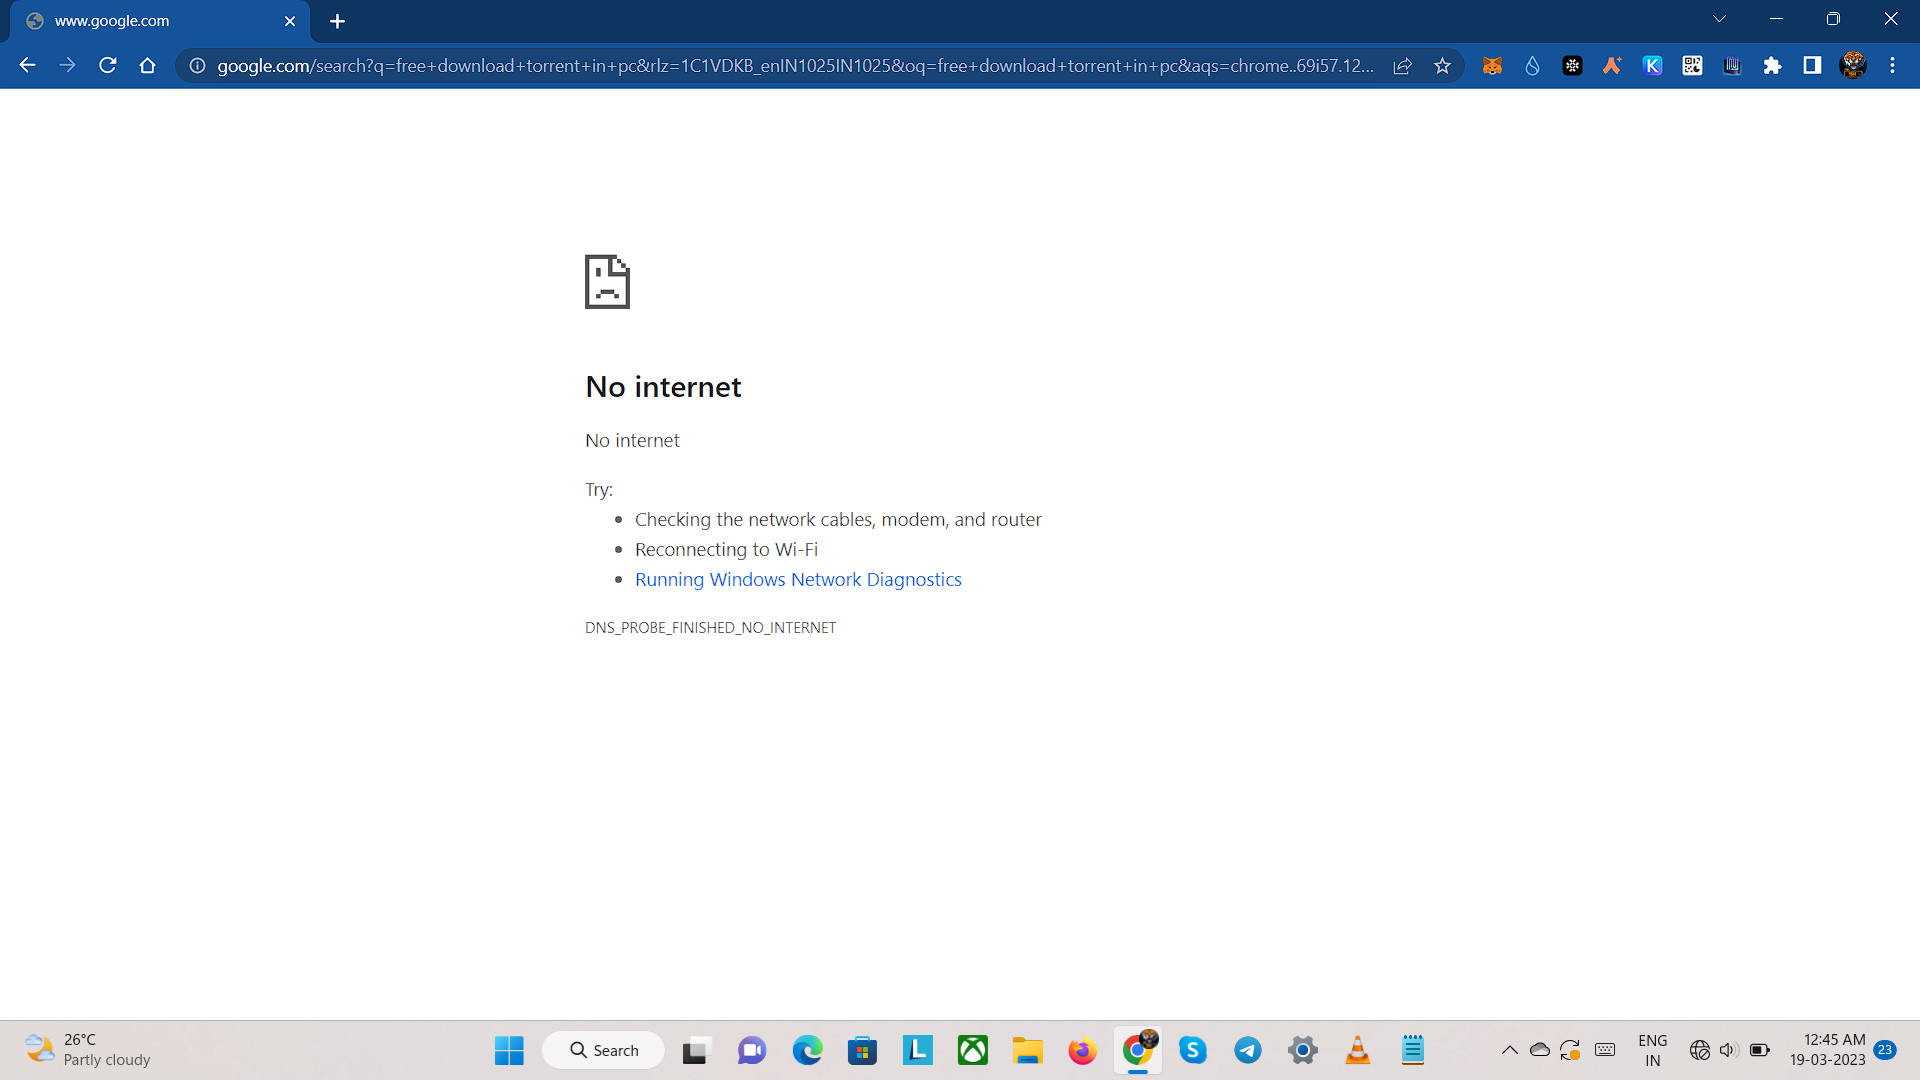 www.google.com
google.com/search?q=free+download+torrent+in+pc&rlz=1C1VDKB_enIN1025IN1025&oq=free+download+torrent+in+pc&aqs=chrome..69i57.12...
No internet
No internet
Try:
Checking the network cables, modem, and router
Reconnecting to Wi-Fi
Running Windows Network Diagnostics
DNS_PROBE_FINISHED_NO_INTERNET
26°C
Partly cloudy
Search
ENG
IN
12:45 AM
19-03-2023
23